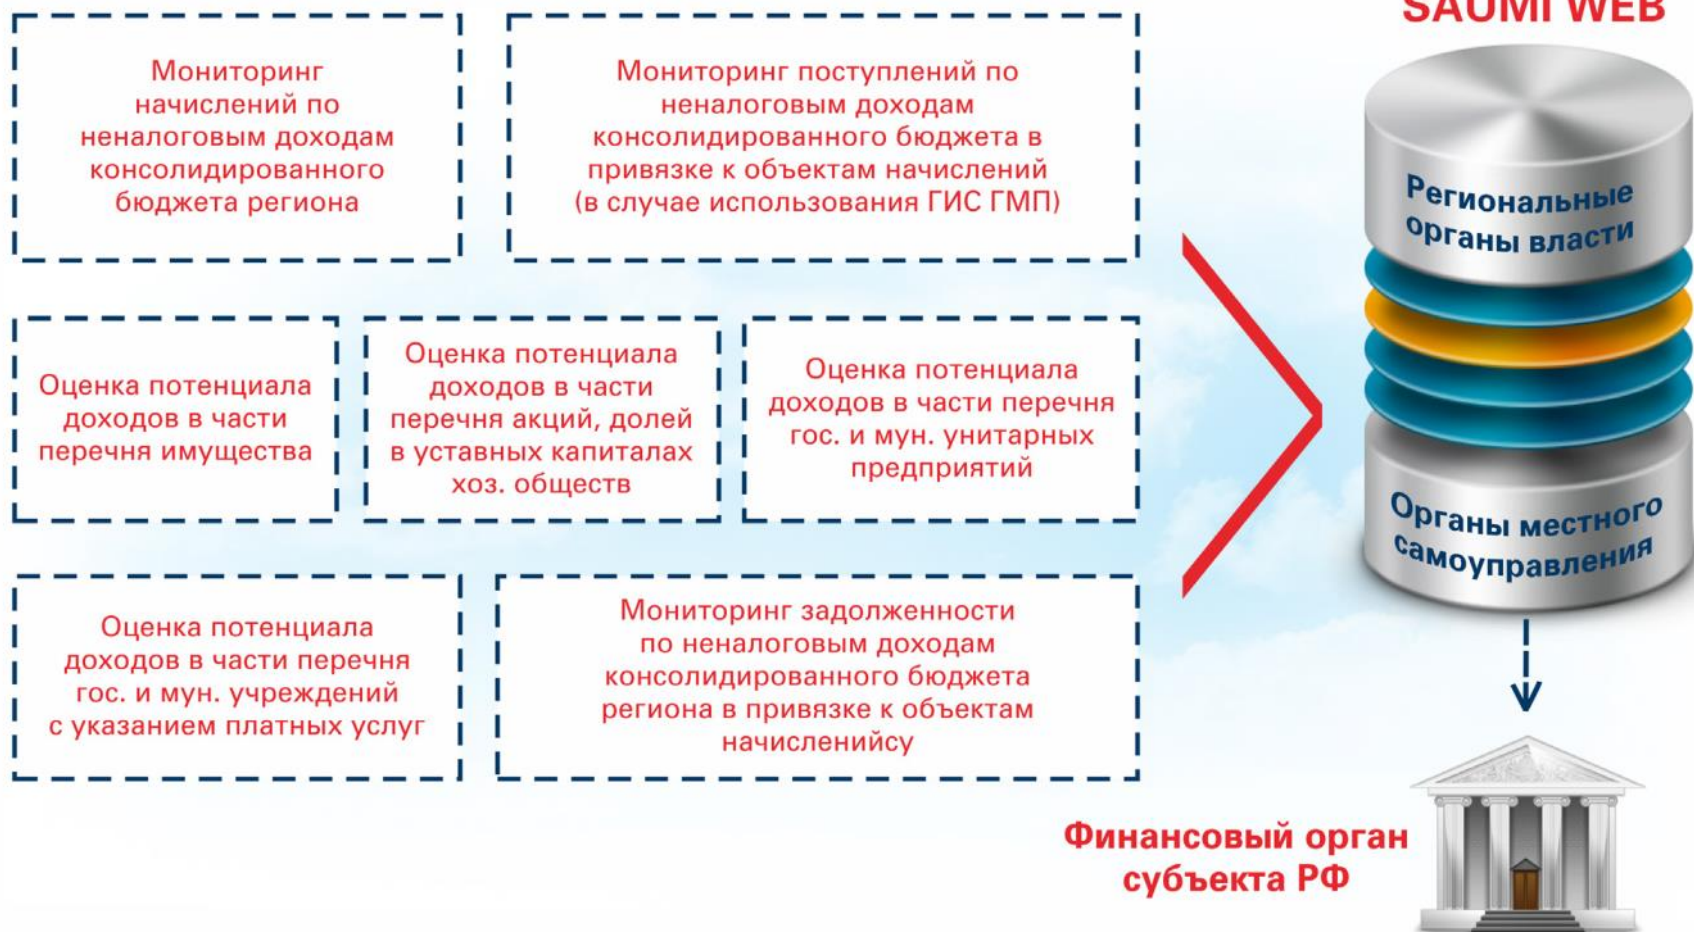 SAUMI WEB
Мониторинг
начислений по
неналоговым доходам
консолидированного
бюджета региона
Мониторинг поступлений по
неналоговым доходам
консолидированного бюджета в
привязке к объектам начислений
(в случае использования ГИС ГМП)
Региональные
органы власти
Оценка потенциала
доходов в части
перечня имущества
Оценка потенциала
доходов в части
перечня акций, долей
в уставных капиталах
хоз. обществ
Оценка потенциала
доходов в части перечня
гос. и мун. унитарных
предприятий
Органы местного
самоуправления
Оценка потенциала
доходов в части перечня
гос. и мун. учреждений
с указанием платных услуг
Мониторинг задолженности
по неналоговым доходам
консолидированного бюджета
региона в привязке к объектам
начисленийсу
Финансовый орган
субъекта РФ